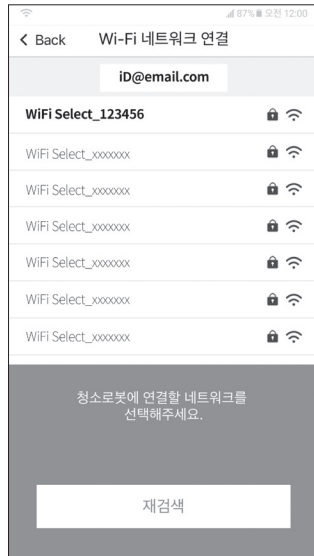 87% 오전 12:00
Back Wi-Fi 네트워크 연결
iD@email.com
WiFi Select_123456
WiFi Select_xxxxxxx
WiFi Select_xxxxxxx
WiFi Select_xxxxxxx
WiFi Select_xxxxxxx
WiFi Select_xxxxxxx
WiFi Select_xxxxxxx
청소로봇에 연결할 네트워크를
선택해주세요.
재검색